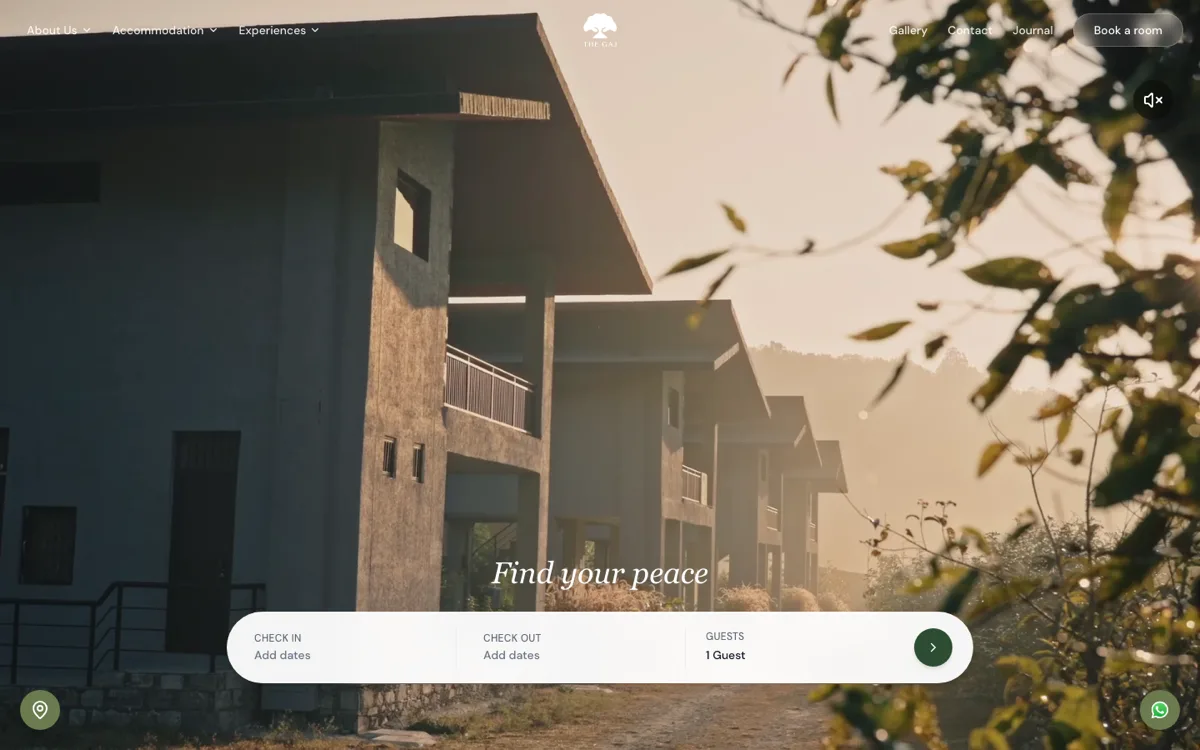 About Us
Accommodation
Experiences
THE GAJ
Gallery
Contact
Journal
Book a room
Find your peace
CHECK IN
Add dates
CHECK OUT
Add dates
GUESTS
1 Guest